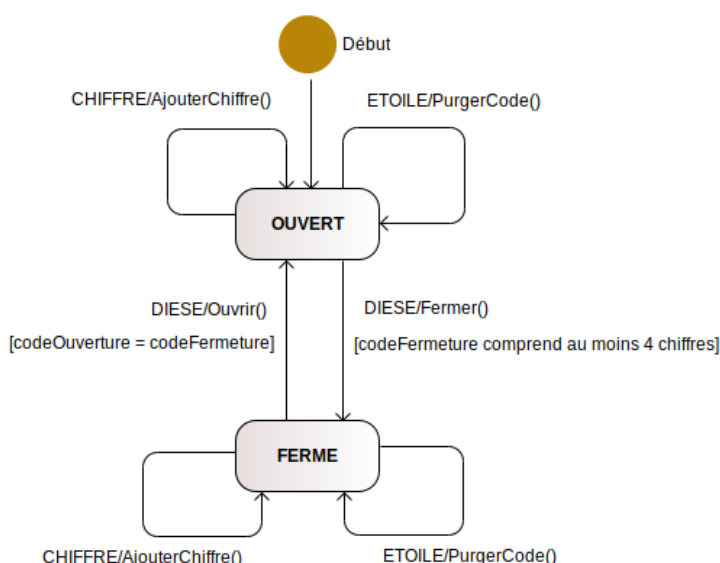 Début
CHIFFRE/AjouterChiffre()
ETOILE/PurgerCode()
OUVERT
DIESE/Ouvrir()
[codeOuverture = codeFermeture]
DIESE/Fermer()
[codeFermeture comprend au moins 4 chiffres]
FERME
CHIFFRE/AjouterChiffre()
ETOILE/PurgerCode()